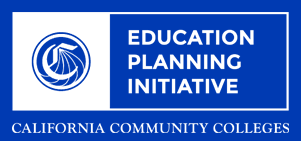 EDUCATION
PLANNING
INITIATIVE
CALIFORNIA COMMUNITY COLLEGES